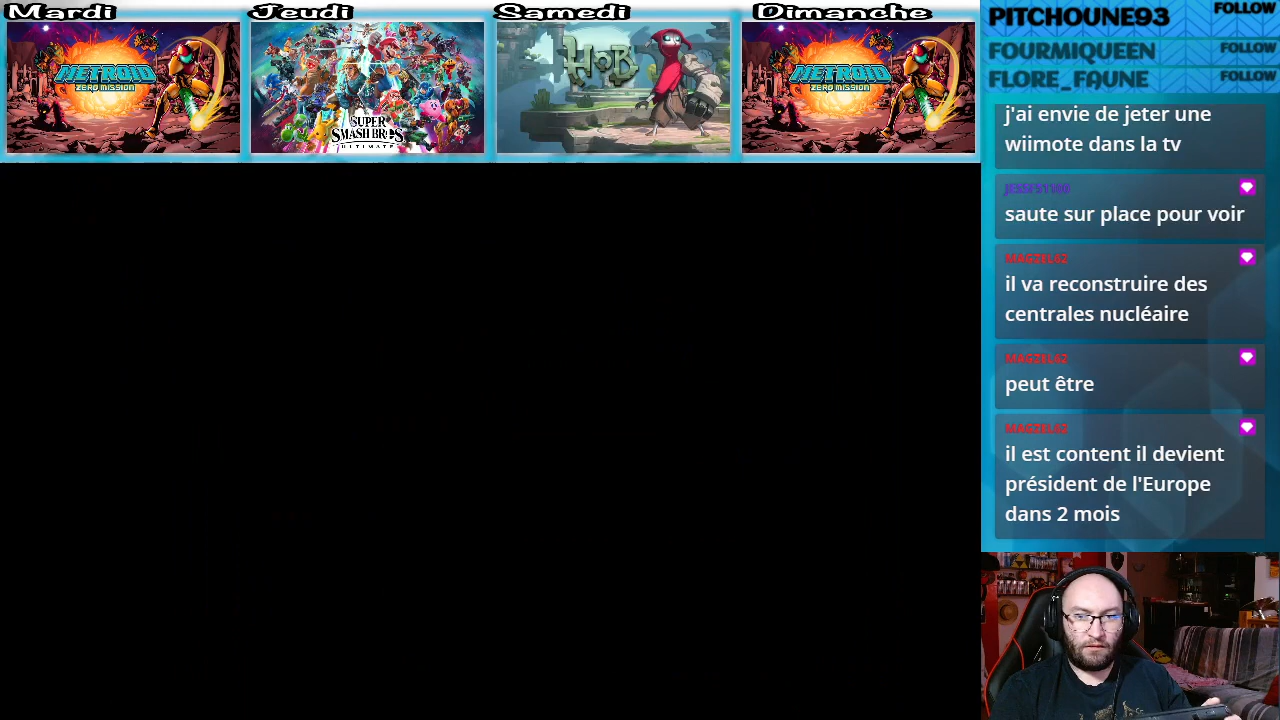 Mardi
Jeudi
Samedi
Dimanche
METROID
ZERO MISSION
SUPER
SMASH BROS
ULTIMATE
HOB
METROID
ZERO MISSION
PITCHOUNE93
FOLLOW
FOURMIQUEEN
FOLLOW
FLORE_FAUNE
FOLLOW
j'ai envie de jeter une
wiimote dans la tv
saute sur place pour voir
MAGZEL62
il va reconstruire des
centrales nucléaire
MAGZEL62
peut être
MAGZEL62
il est content il devient
président de l'Europe
dans 2 mois